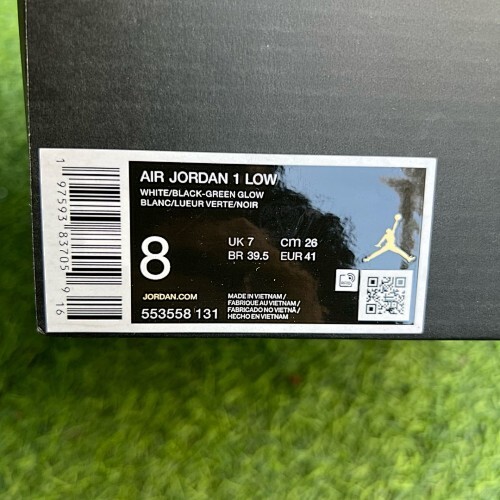 AIR JORDAN 1 LOW
WHITE/BLACK-GREEN GLOW
BLANC/LUEUR VERTE/NOIR
8
UK 7
cm 26
BR 39.5
EUR 41
JORDAN.COM
553558 131
MADE IN VIETNAM /
FABRIQUE AU VIETNAM /
FABRICADO NO VIETNÃ /
HECHO EN VIETNAM
1 97593 83705 9 16